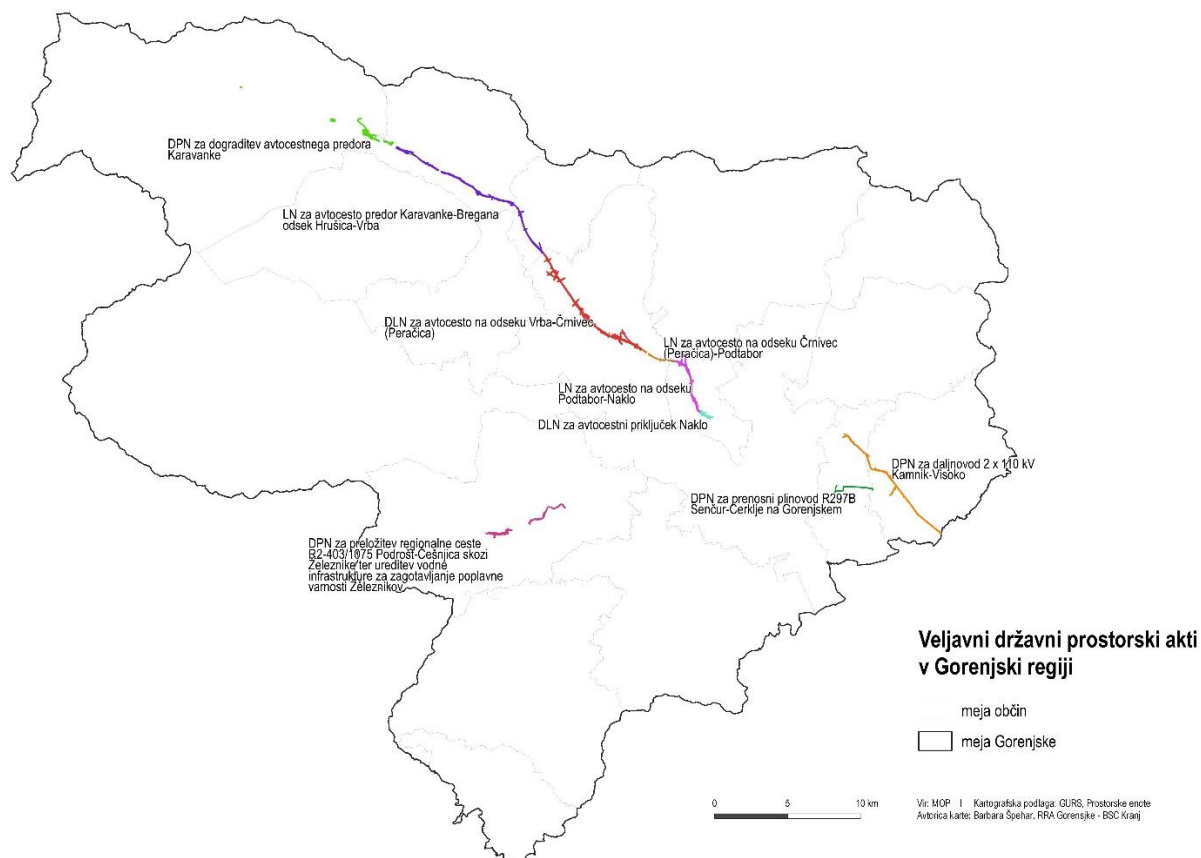 DPN za dograditev avtocestnega predora
Karavanke
LN za avtocesto predor Karavanke-Bregana
odsek Hrušica-Vrba
DLN za avtocesto na odseku Vrba-Črnivec
(Peračica)
LN za avtocesto na odseku Črnivec
(Peračica)-Podtabor
LN za avtocesto na odseku
Podtabor-Naklo
DLN za avtocestni priključek Naklo
DPN za daljnovod 2 x 110 kV
Kamnik-Visoko
DPN za prenosni plinovod R297B
Šenčur-Cerklje na Gorenjskem
DPN za preložitev regionalne ceste
R2-403/1075 Podrošt-Češnjica skozi
Železnike ter ureditev vodne
infrastrukture za zagotavljanje poplavne
varnosti Železnikov
Veljavni državni prostorski akti
v Gorenjski regiji
meja občin
meja Gorenjske
0 5 10 km
Vir: MOP I Kartografska podlaga: GURS, Prostorske enote
Avtorica karte: Barbara Špehar, RRA Gorensjke - BSC Kranj